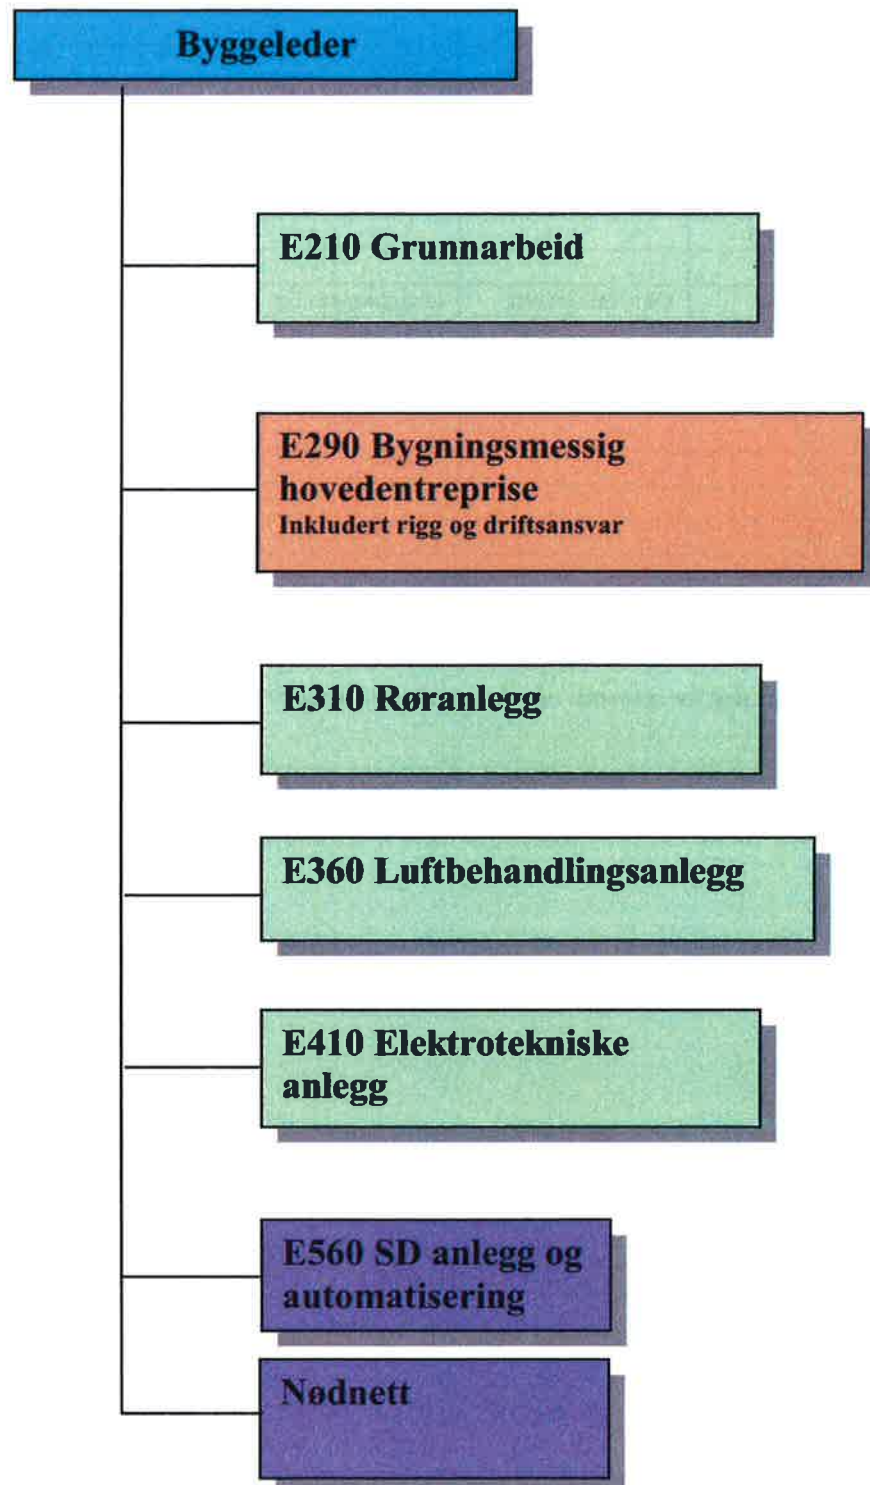 Byggeleder
E210 Grunnarbeid
E290 Bygningsmessig
hovedentreprise
Inkludert rigg og driftsansvar
E310 Røranlegg
E360 Luftbehandlingsanlegg
E410 Elektrotekniske
anlegg
E560 SD anlegg og
automatisering
Nødnett